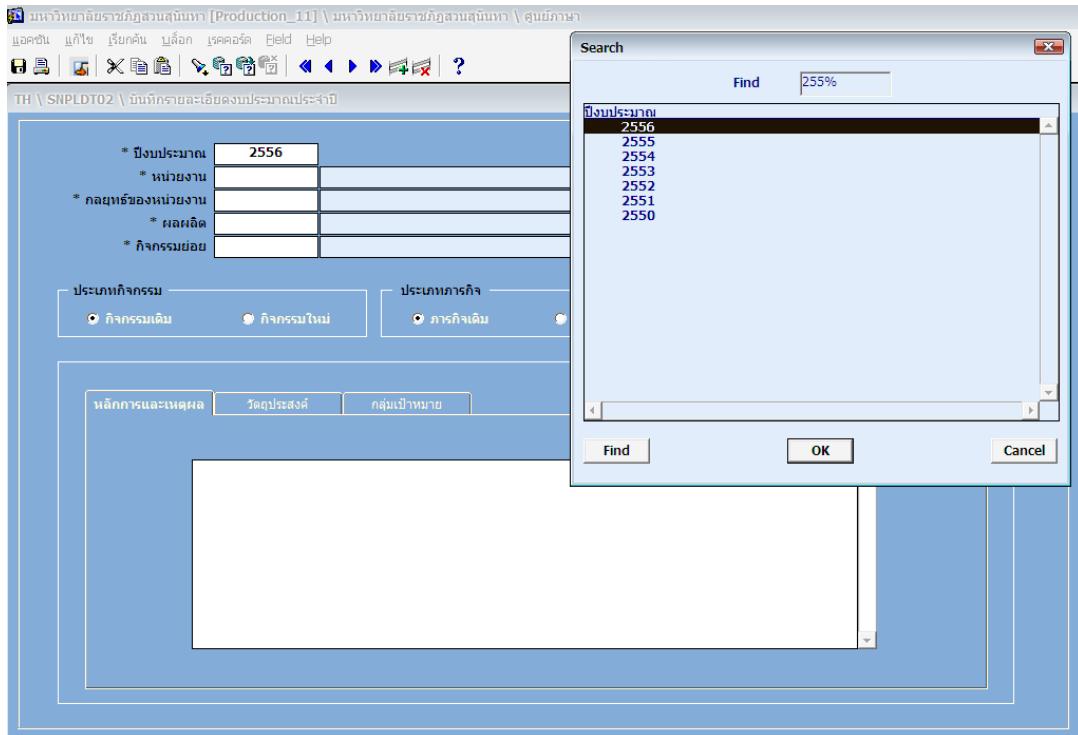 มหาวิทยาลัยราชภัฏสวนสุนันทา [Production_11] \ มหาวิทยาลัยราชภัฏสวนสุนันทา \ ศูนย์ภาษา
แอคชัน แก้ไข เรียกค้น บล็อก เรคคอร์ด Field Help
TH \ SNPLDT02 \ บันทึกรายละเอียดงบประมาณประจำปี
* ปีงบประมาณ 2556
* หน่วยงาน
* กลยุทธ์ของหน่วยงาน
* ผลผลิต
* กิจกรรมย่อย
ประเภทกิจกรรม
กิจกรรมเดิม กิจกรรมใหม่
ประเภทภารกิจ
ภารกิจเดิม
หลักการและเหตุผล วัตถุประสงค์ กลุ่มเป้าหมาย
Search
Find 255%
ปีงบประมาณ
2556
2555
2554
2553
2552
2551
2550
Find OK Cancel